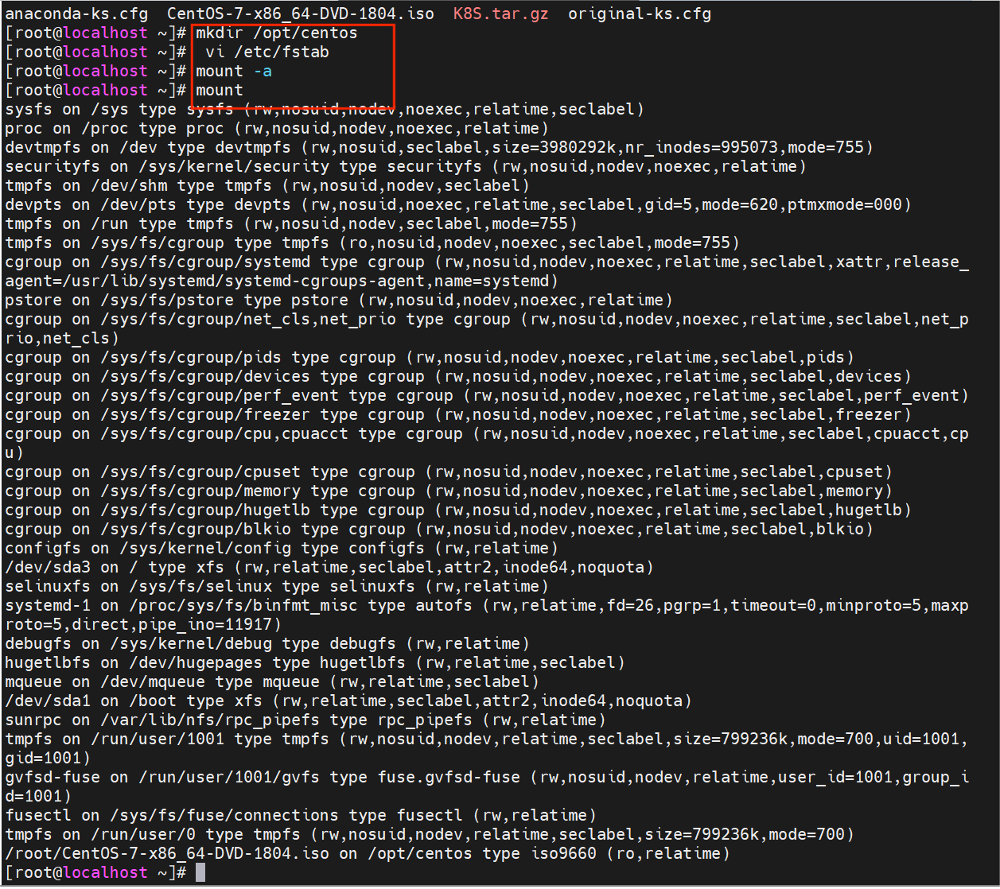 anaconda-ks.cfg  CentOS-7-x86_64-DVD-1804.iso  K8S.tar.gz  original-ks.cfg
[root@localhost ~]# mkdir /opt/centos
[root@localhost ~]#  vi /etc/fstab
[root@localhost ~]# mount -a
[root@localhost ~]# mount
sysfs on /sys type sysfs (rw,nosuid,nodev,noexec,relatime,seclabel)
proc on /proc type proc (rw,nosuid,nodev,noexec,relatime)
devtmpfs on /dev type devtmpfs (rw,nosuid,seclabel,size=3980292k,nr_inodes=995073,mode=755)
securityfs on /sys/kernel/security type securityfs (rw,nosuid,nodev,noexec,relatime)
tmpfs on /dev/shm type tmpfs (rw,nosuid,nodev,seclabel)
devpts on /dev/pts type devpts (rw,nosuid,noexec,relatime,seclabel,gid=5,mode=620,ptmxmode=000)
tmpfs on /run type tmpfs (rw,nosuid,nodev,seclabel,mode=755)
tmpfs on /sys/fs/cgroup type tmpfs (ro,nosuid,nodev,noexec,seclabel,mode=755)
cgroup on /sys/fs/cgroup/systemd type cgroup (rw,nosuid,nodev,noexec,relatime,seclabel,xattr,release_
agent=/usr/lib/systemd/systemd-cgroups-agent,name=systemd)
pstore on /sys/fs/pstore type pstore (rw,nosuid,nodev,noexec,relatime)
cgroup on /sys/fs/cgroup/net_cls,net_prio type cgroup (rw,nosuid,nodev,noexec,relatime,seclabel,net_p
rio,net_cls)
cgroup on /sys/fs/cgroup/pids type cgroup (rw,nosuid,nodev,noexec,relatime,seclabel,pids)
cgroup on /sys/fs/cgroup/devices type cgroup (rw,nosuid,nodev,noexec,relatime,seclabel,devices)
cgroup on /sys/fs/cgroup/perf_event type cgroup (rw,nosuid,nodev,noexec,relatime,seclabel,perf_event)
cgroup on /sys/fs/cgroup/freezer type cgroup (rw,nosuid,nodev,noexec,relatime,seclabel,freezer)
cgroup on /sys/fs/cgroup/cpu,cpuacct type cgroup (rw,nosuid,nodev,noexec,relatime,seclabel,cpuacct,cp
u)
cgroup on /sys/fs/cgroup/cpuset type cgroup (rw,nosuid,nodev,noexec,relatime,seclabel,cpuset)
cgroup on /sys/fs/cgroup/memory type cgroup (rw,nosuid,nodev,noexec,relatime,seclabel,memory)
cgroup on /sys/fs/cgroup/hugetlb type cgroup (rw,nosuid,nodev,noexec,relatime,seclabel,hugetlb)
cgroup on /sys/fs/cgroup/blkio type cgroup (rw,nosuid,nodev,noexec,relatime,seclabel,blkio)
configfs on /sys/kernel/config type configfs (rw,relatime)
/dev/sda3 on / type xfs (rw,relatime,seclabel,attr2,inode64,noquota)
selinuxfs on /sys/fs/selinux type selinuxfs (rw,relatime)
systemd-1 on /proc/sys/fs/binfmt_misc type autofs (rw,relatime,fd=26,pgrp=1,timeout=0,minproto=5,maxp
roto=5,direct,pipe_ino=11917)
debugfs on /sys/kernel/debug type debugfs (rw,relatime)
hugetlbfs on /dev/hugepages type hugetlbfs (rw,relatime,seclabel)
mqueue on /dev/mqueue type mqueue (rw,relatime,seclabel)
/dev/sda1 on /boot type xfs (rw,relatime,seclabel,attr2,inode64,noquota)
sunrpc on /var/lib/nfs/rpc_pipefs type rpc_pipefs (rw,relatime)
tmpfs on /run/user/1001 type tmpfs (rw,nosuid,nodev,relatime,seclabel,size=799236k,mode=700,uid=1001,
gid=1001)
gvfsd-fuse on /run/user/1001/gvfs type fuse.gvfsd-fuse (rw,nosuid,nodev,relatime,user_id=1001,group_i
d=1001)
fusectl on /sys/fs/fuse/connections type fusectl (rw,relatime)
tmpfs on /run/user/0 type tmpfs (rw,nosuid,nodev,relatime,seclabel,size=799236k,mode=700)
/root/CentOS-7-x86_64-DVD-1804.iso on /opt/centos type iso9660 (ro,relatime)
[root@localhost ~]#